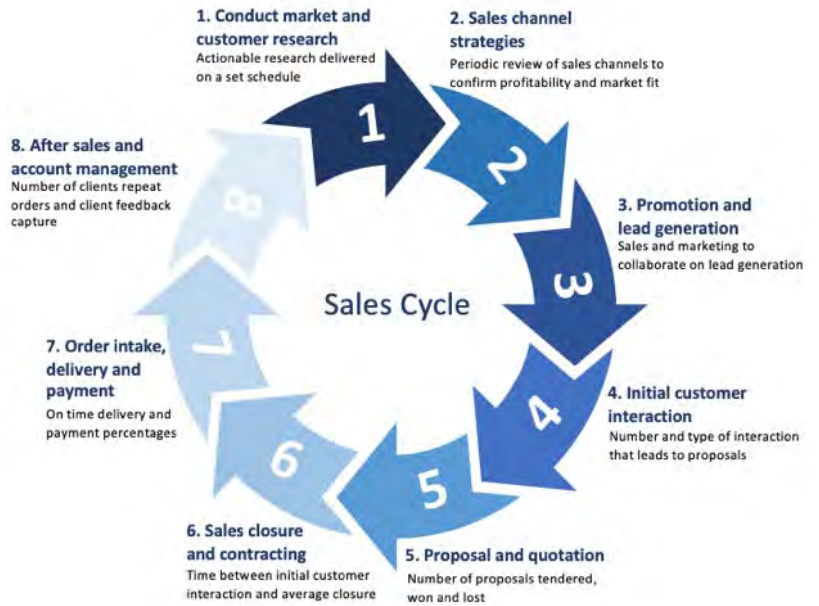 1. Conduct market and
customer research
Actionable research delivered
on a set schedule
2. Sales channel
strategies
Periodic review of sales channels to
confirm profitability and market fit
3. Promotion and
lead generation
Sales and marketing to
collaborate on lead generation
4. Initial customer
interaction
Number and type of interaction
that leads to proposals
5. Proposal and quotation
Number of proposals tendered,
won and lost
6. Sales closure
and contracting
Time between initial customer
interaction and average closure
7. Order intake,
delivery and
payment
On time delivery and
payment percentages
8. After sales and
account management
Number of clients repeat
orders and client feedback
capture
Sales Cycle
1
2
3
4
5
6
7
8